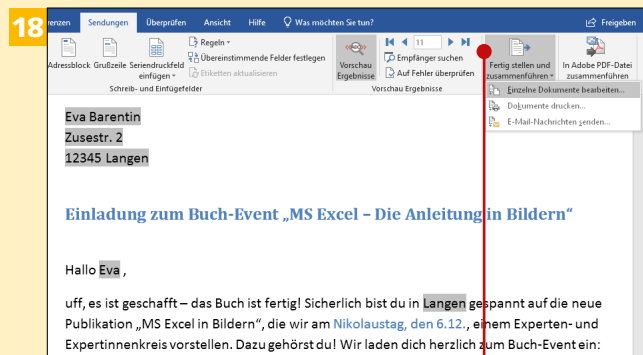 18
renzen Sendungen Überprüfen Ansicht Hilfe Was möchten Sie tun? Freigeben
Adressblock Grußzeile Seriendruckfeld einfügen
Regeln
Übereinstimmende Felder festlegen
Etiketten aktualisieren
Schreib- und Einfügefelder
Vorschau Ergebnisse
11
Empfänger suchen
Auf Fehler überprüfen
Vorschau Ergebnisse
Fertig stellen und zusammenführen
In Adobe PDF-Datei zusammenführen
Einzelne Dokumente bearbeiten...
Dokumente drucken...
E-Mail-Nachrichten senden...
Eva Barentin
Zusestr. 2
12345 Langen
Einladung zum Buch-Event „MS Excel – Die Anleitung in Bildern“
Hallo Eva ,
uff, es ist geschafft – das Buch ist fertig! Sicherlich bist du in Langen gespannt auf die neue
Publikation „MS Excel in Bildern“, die wir am Nikolaustag, den 6.12., einem Experten- und
Expertinnenkreis vorstellen. Dazu gehörst du! Wir laden dich herzlich zum Buch-Event ein: